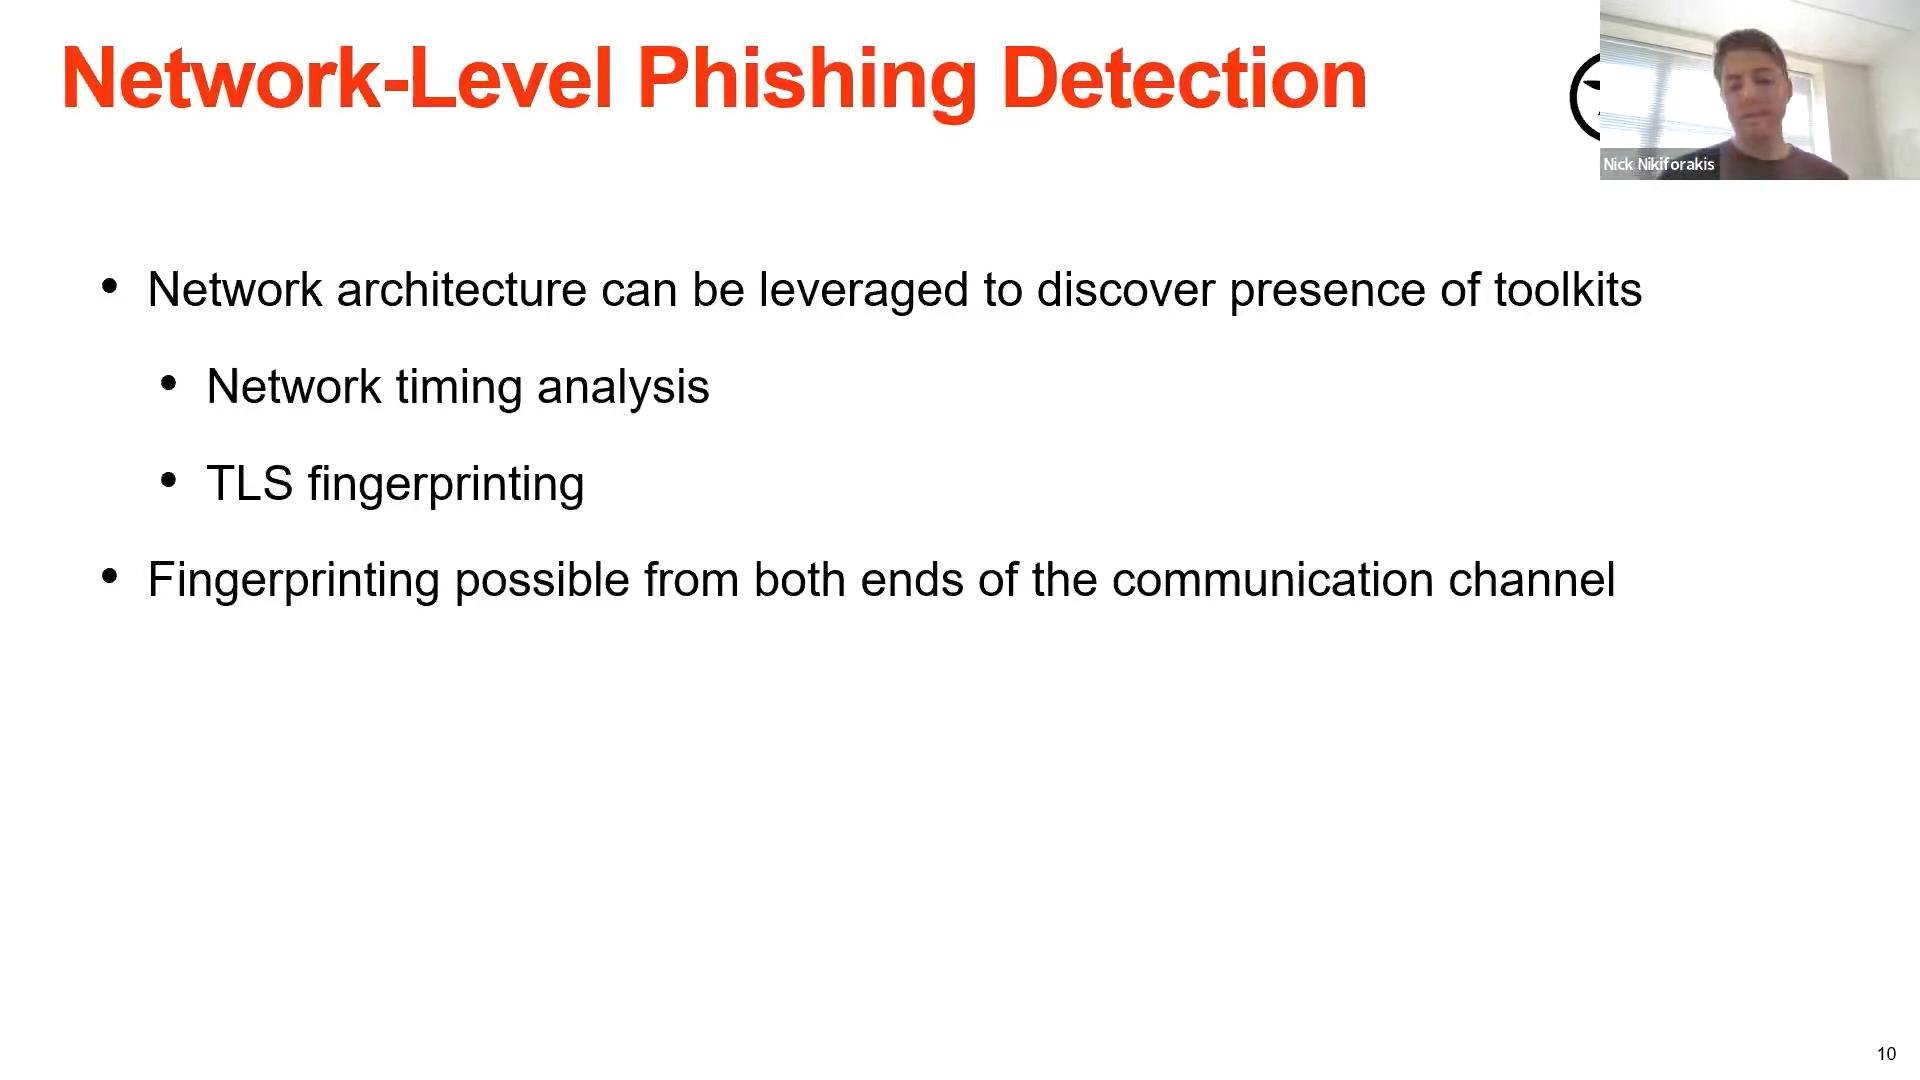 Network-Level Phishing Detection
Nick Nikiforakis
• Network architecture can be leveraged to discover presence of toolkits
• Network timing analysis
• TLS fingerprinting
• Fingerprinting possible from both ends of the communication channel
10